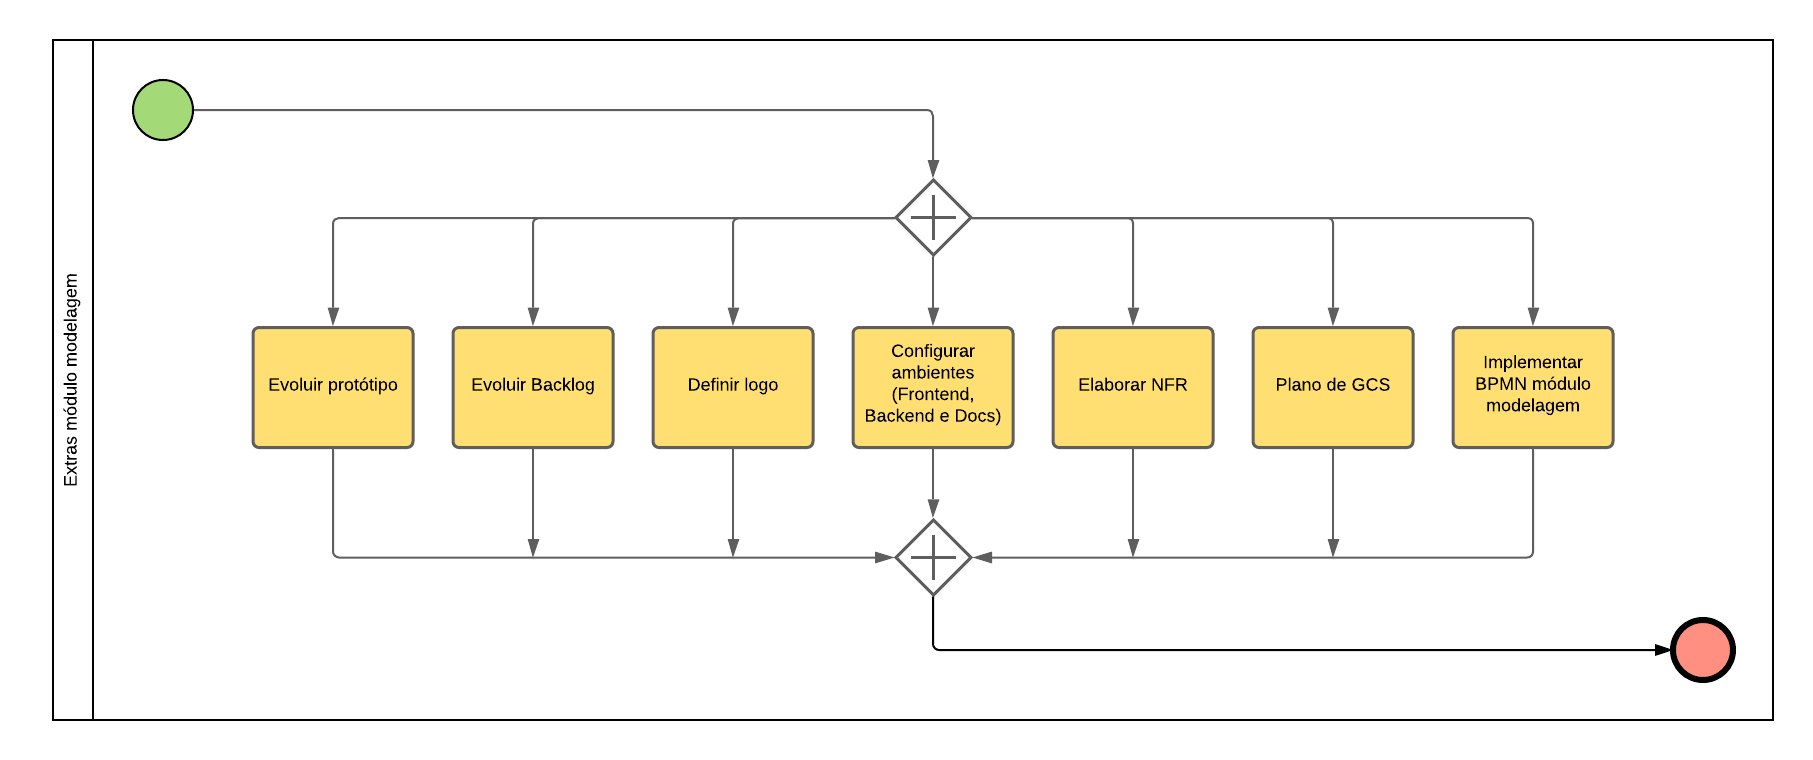 Extras módulo modelagem
Evoluir protótipo
Evoluir Backlog
Definir logo
Configurar
ambientes
(Frontend,
Backend e Docs)
Elaborar NFR
Plano de GCS
Implementar
BPMN módulo
modelagem